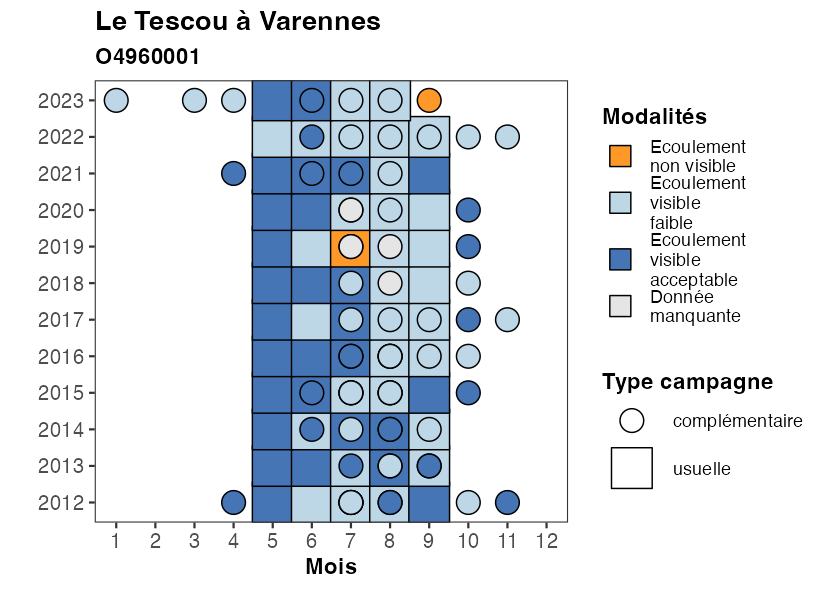 Le Tescou à Varennes
O4960001
2023
2022
2021
2020
2019
2018
2017
2016
2015
2014
2013
2012
1 2 3 4 5 6 7 8 9 10 11 12
Mois
Modalités
Ecoulement
non visible
Ecoulement
visible
faible
Ecoulement
visible
acceptable
Donnée
manquante
Type campagne
complémentaire
usuelle